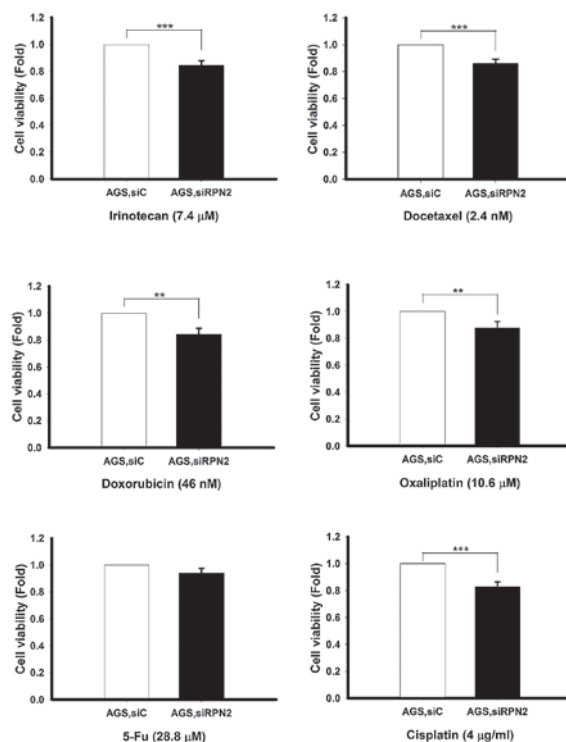 ***
Cell viability (Fold)
1.2
1.0
0.8
0.6
0.4
0.2
0.0
AGS,siC AGS,siRPN2
Irinotecan (7.4 μM)
***
Cell viability (Fold)
1.2
1.0
0.8
0.6
0.4
0.2
0.0
AGS,siC AGS,siRPN2
Docetaxel (2.4 nM)
**
Cell viability (Fold)
1.2
1.0
0.8
0.6
0.4
0.2
0.0
AGS,siC AGS,siRPN2
Doxorubicin (46 nM)
**
Cell viability (Fold)
1.2
1.0
0.8
0.6
0.4
0.2
0.0
AGS,siC AGS,siRPN2
Oxaliplatin (10.6 μM)
Cell viability (Fold)
1.2
1.0
0.8
0.6
0.4
0.2
0.0
AGS,siC AGS,siRPN2
5-Fu (28.8 μM)
***
Cell viability (Fold)
1.2
1.0
0.8
0.6
0.4
0.2
0.0
AGS,siC AGS,siRPN2
Cisplatin (4 μg/ml)